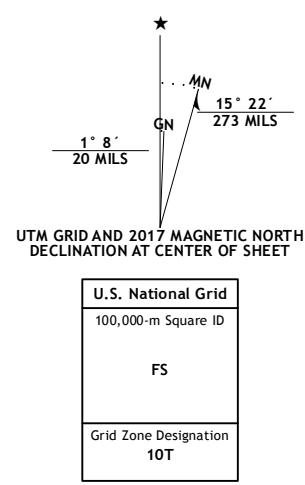 ★
MN
15° 22´
273 MILS
GN
1° 8´
20 MILS
UTM GRID AND 2017 MAGNETIC NORTH
DECLINATION AT CENTER OF SHEET
U.S. National Grid
100,000-m Square ID
FS
Grid Zone Designation
10T